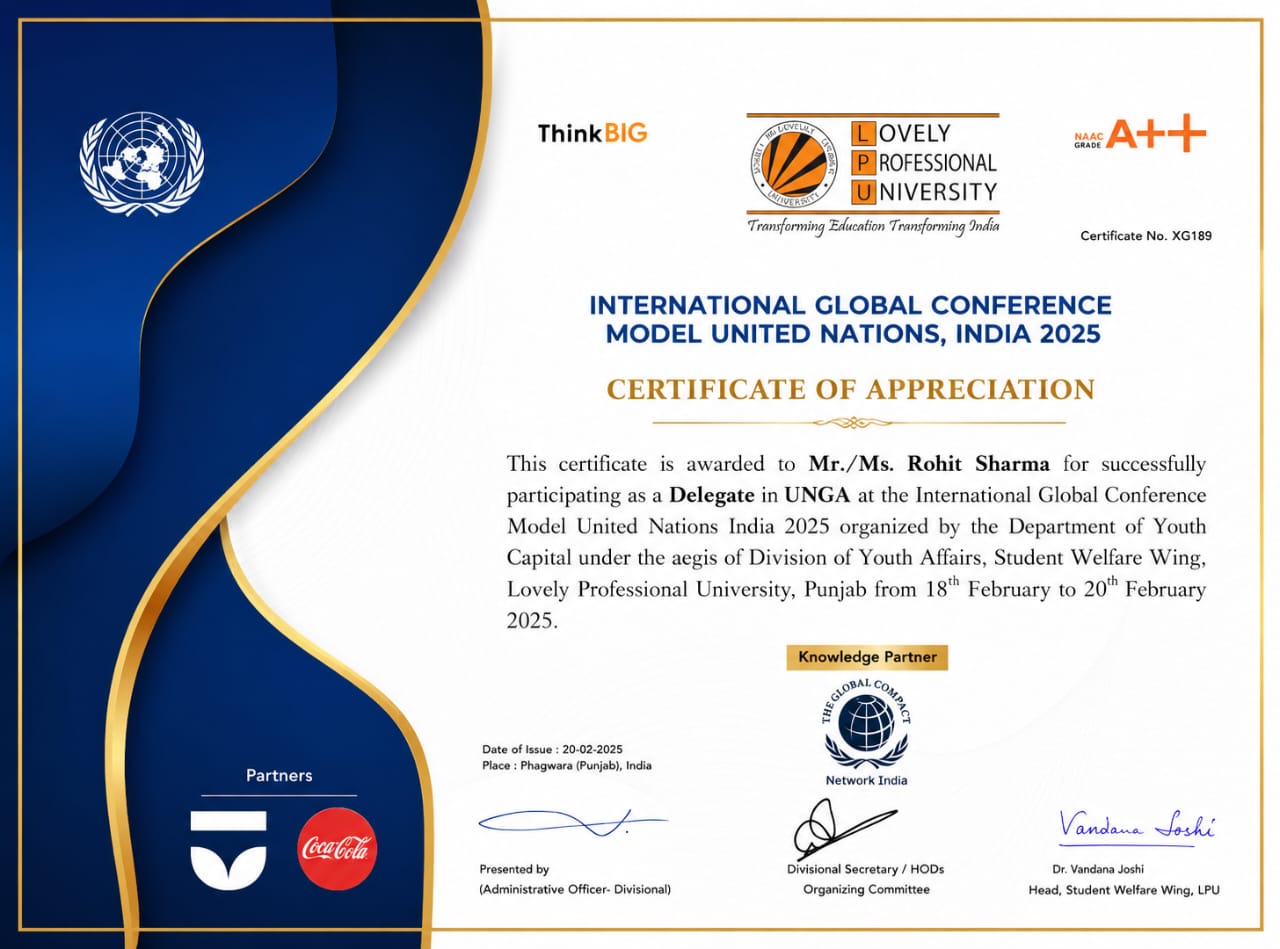 ThinkBIG
LOVELY
PROFESSIONAL
UNIVERSITY
Transforming Education Transforming India
NAAC
GRADE A++
Certificate No. XG189
INTERNATIONAL GLOBAL CONFERENCE
MODEL UNITED NATIONS, INDIA 2025
CERTIFICATE OF APPRECIATION
This certificate is awarded to Mr./Ms. Rohit Sharma for successfully
participating as a Delegate in UNGA at the International Global Conference
Model United Nations India 2025 organized by the Department of Youth
Capital under the aegis of Division of Youth Affairs, Student Welfare Wing,
Lovely Professional University, Punjab from 18th February to 20th February
2025.
Knowledge Partner
THE GLOBAL COMPACT
Network India
Date of Issue : 20-02-2025
Place : Phagwara (Punjab), India
Partners
Coca-Cola
Presented by
(Administrative Officer- Divisional)
Divisional Secretary / HODs
Organizing Committee
Vandana Joshi
Dr. Vandana Joshi
Head, Student Welfare Wing, LPU